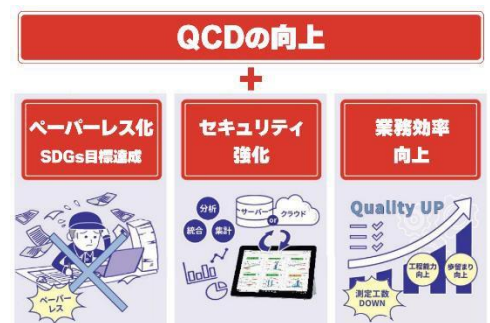 QCDの向上
+
ペーパーレス化
SDGs目標達成
ペーパー
レス
セキュリティ
強化
分析
統合
集計
サーバー
or
クラウド
業務効率
向上
Quality UP
工程能力
向上
歩留まり
向上
測定工数
DOWN